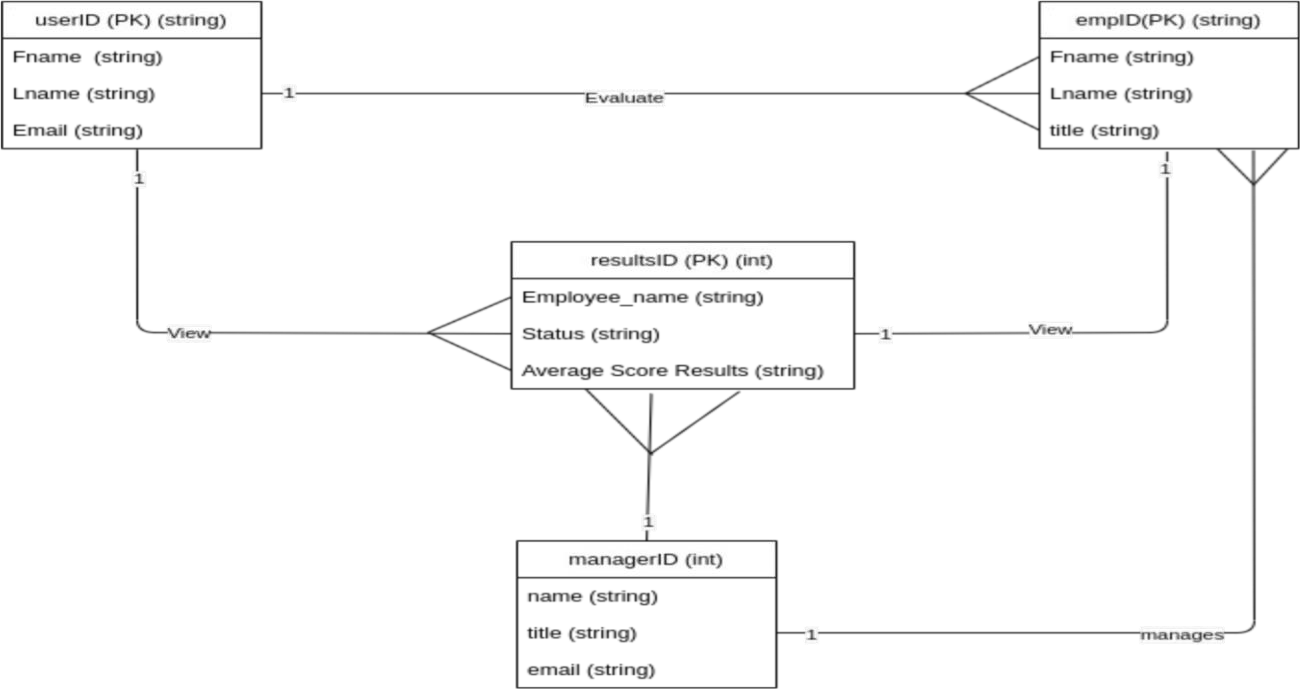 userID (PK) (string)
Fname (string)
Lname (string)
Email (string)
empID(PK) (string)
Fname (string)
Lname (string)
title (string)
1
Evaluate
1
1
View
resultsID (PK) (int)
Employee_name (string)
Status (string)
Average Score Results (string)
1
View
1
managerID (int)
name (string)
title (string)
email (string)
1
manages